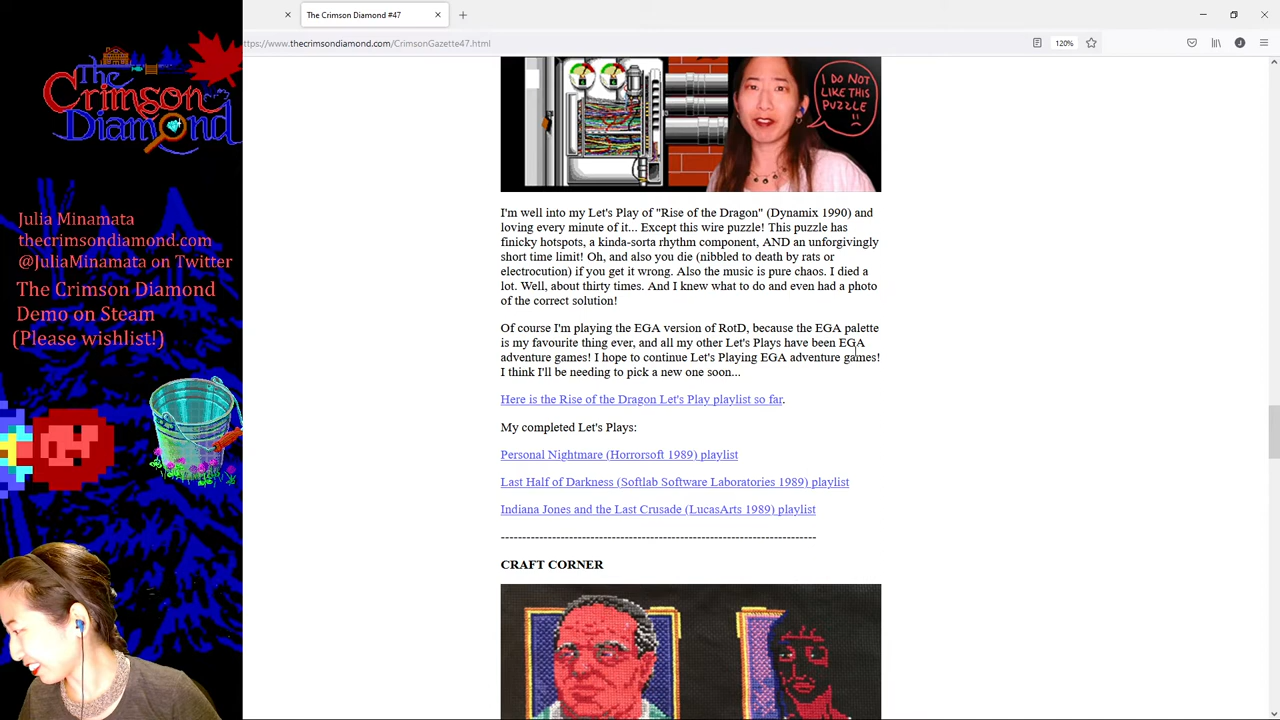 The Crimson Diamond #47
ttps://www.thecrimsondiamond.com/CrimsonGazette47.html
120%
J
The
Crimson
Diamond
Julia Minamata
thecrimsondiamond.com
@JuliaMinamata on Twitter
The Crimson Diamond
Demo on Steam
(Please wishlist!)
I DO NOT
LIKE THIS
PUZZLE
I'm well into my Let's Play of "Rise of the Dragon" (Dynamix 1990) and
loving every minute of it... Except this wire puzzle! This puzzle has
finicky hotspots, a kinda-sorta rhythm component, AND an unforgivingly
short time limit! Oh, and also you die (nibbled to death by rats or
electrocution) if you get it wrong. Also the music is pure chaos. I died a
lot. Well, about thirty times. And I knew what to do and even had a photo
of the correct solution!
Of course I'm playing the EGA version of RotD, because the EGA palette
is my favourite thing ever, and all my other Let's Plays have been EGA
adventure games! I hope to continue Let's Playing EGA adventure games!
I think I'll be needing to pick a new one soon...
Here is the Rise of the Dragon Let's Play playlist so far.
My completed Let's Plays:
Personal Nightmare (Horrorsoft 1989) playlist
Last Half of Darkness (Softlab Software Laboratories 1989) playlist
Indiana Jones and the Last Crusade (LucasArts 1989) playlist
------------------------------------------------------------------------
CRAFT CORNER